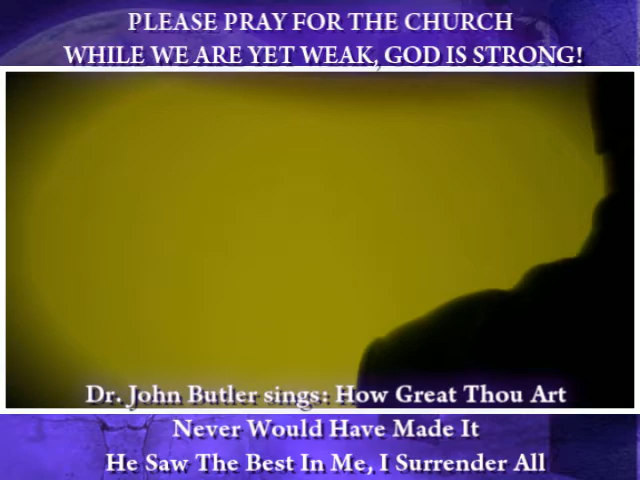 PLEASE PRAY FOR THE CHURCH
WHILE WE ARE YET WEAK, GOD IS STRONG!
Dr. John Butler sings: How Great Thou Art
Never Would Have Made It
He Saw The Best In Me, I Surrender All